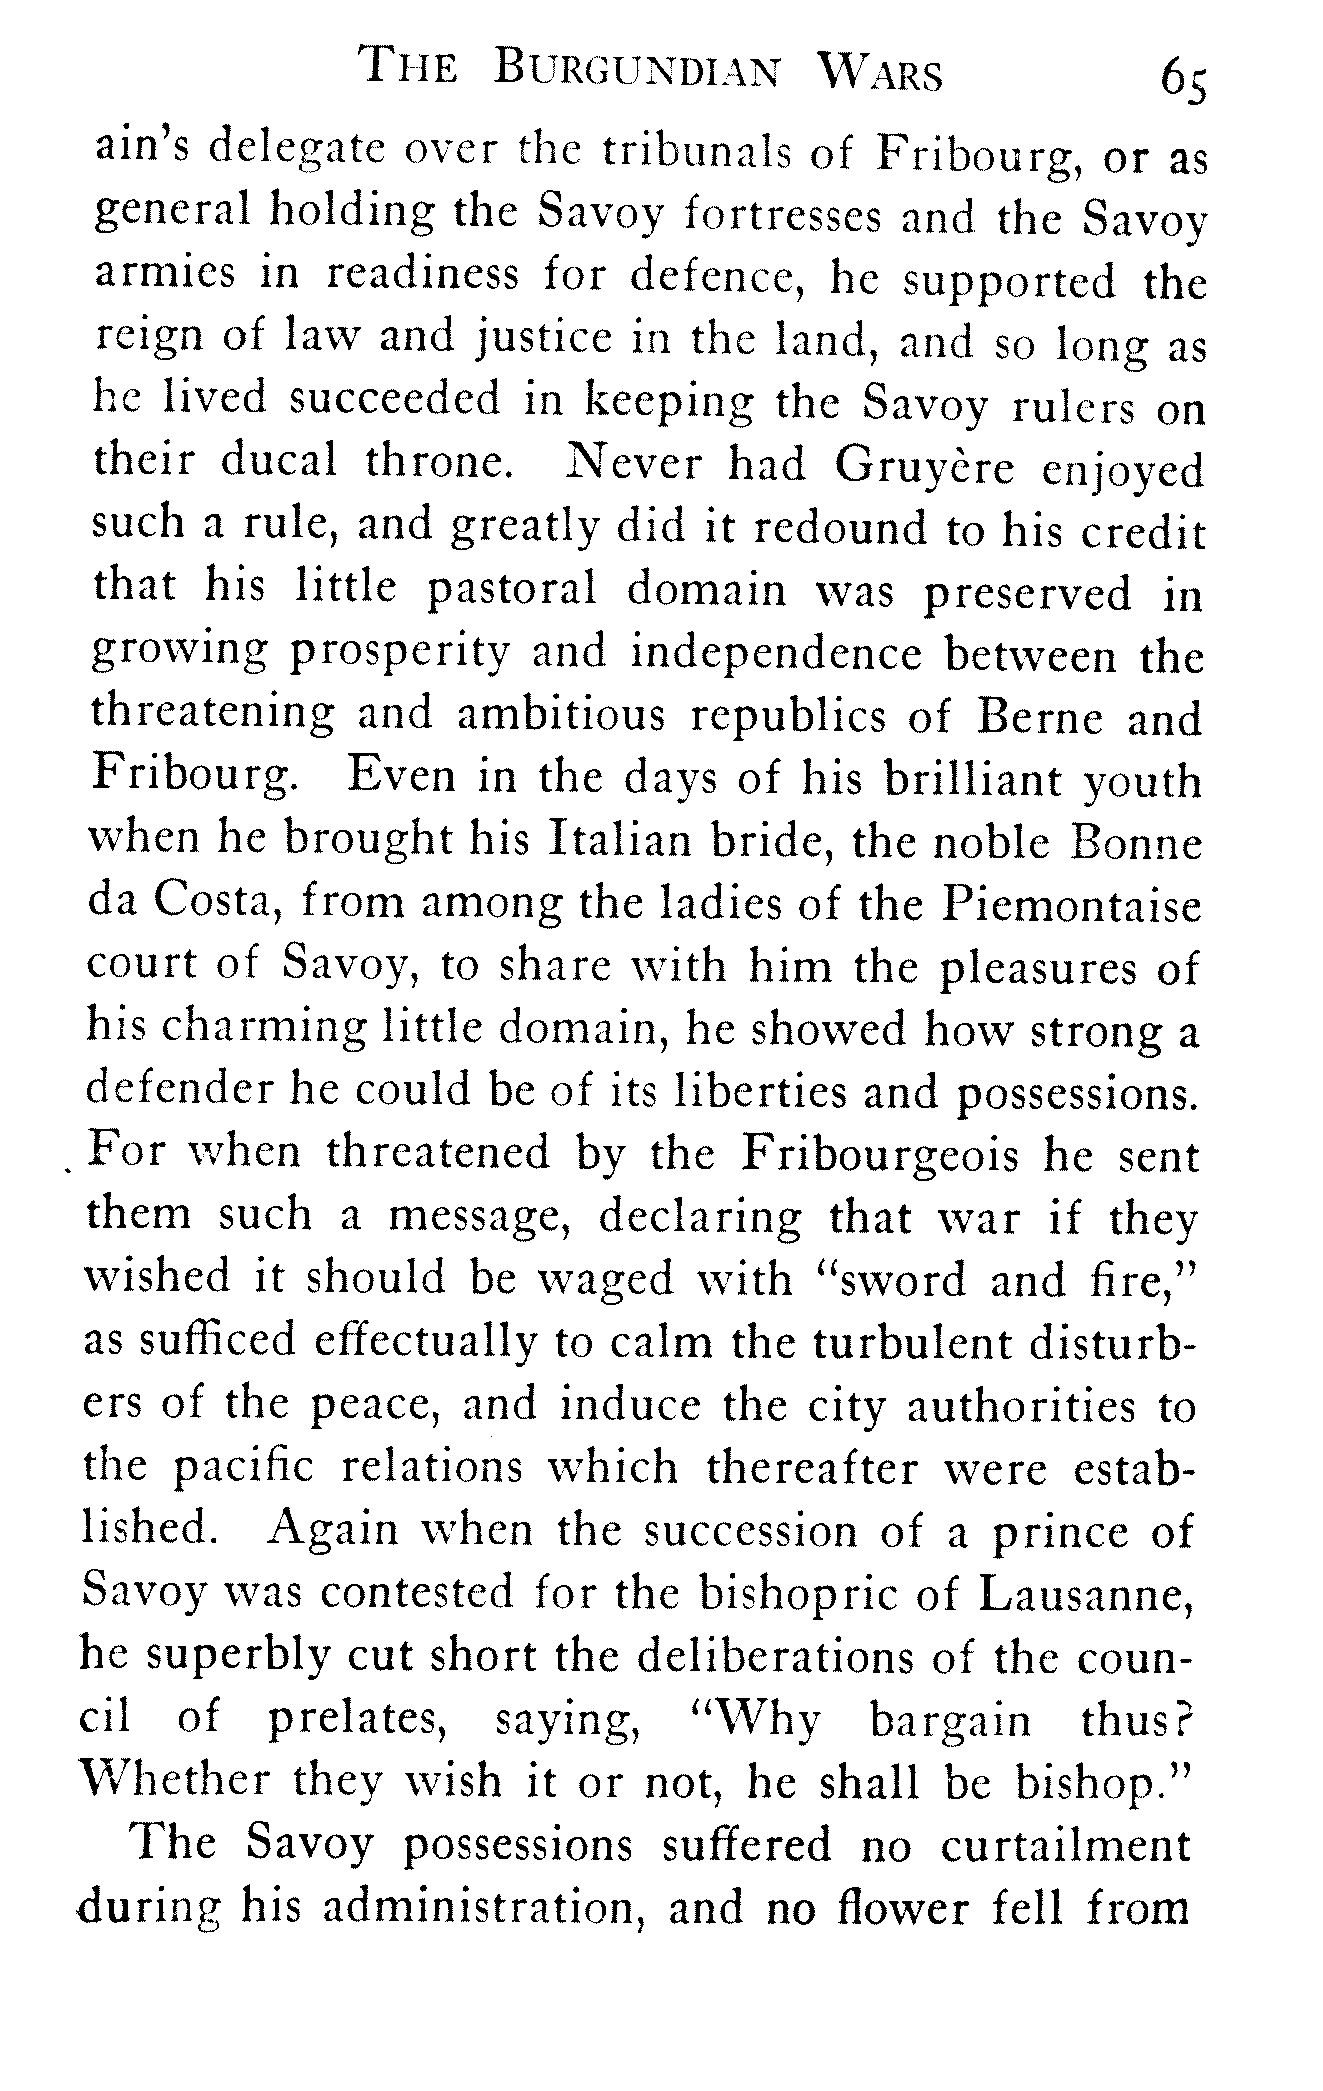 The Burgundian Wars 65
ain's delegate over the tribunals of Fribourg, or as
general holding the Savoy fortresses and the Savoy
armies in readiness for defence, he supported the
reign of law and justice in the land, and so long as
he lived succeeded in keeping the Savoy rulers on
their ducal throne. Never had Gruyère enjoyed
such a rule, and greatly did it redound to his credit
that his little pastoral domain was preserved in
growing prosperity and independence between the
threatening and ambitious republics of Berne and
Fribourg. Even in the days of his brilliant youth
when he brought his Italian bride, the noble Bonne
da Costa, from among the ladies of the Piemontaise
court of Savoy, to share with him the pleasures of
his charming little domain, he showed how strong a
defender he could be of its liberties and possessions.
For when threatened by the Fribourgeois he sent
them such a message, declaring that war if they
wished it should be waged with "sword and fire,"
as sufficed effectually to calm the turbulent disturb-
ers of the peace, and induce the city authorities to
the pacific relations which thereafter were estab-
lished. Again when the succession of a prince of
Savoy was contested for the bishopric of Lausanne,
he superbly cut short the deliberations of the coun-
cil of prelates, saying, "Why bargain thus?
Whether they wish it or not, he shall be bishop."
The Savoy possessions suffered no curtailment
during his administration, and no flower fell from